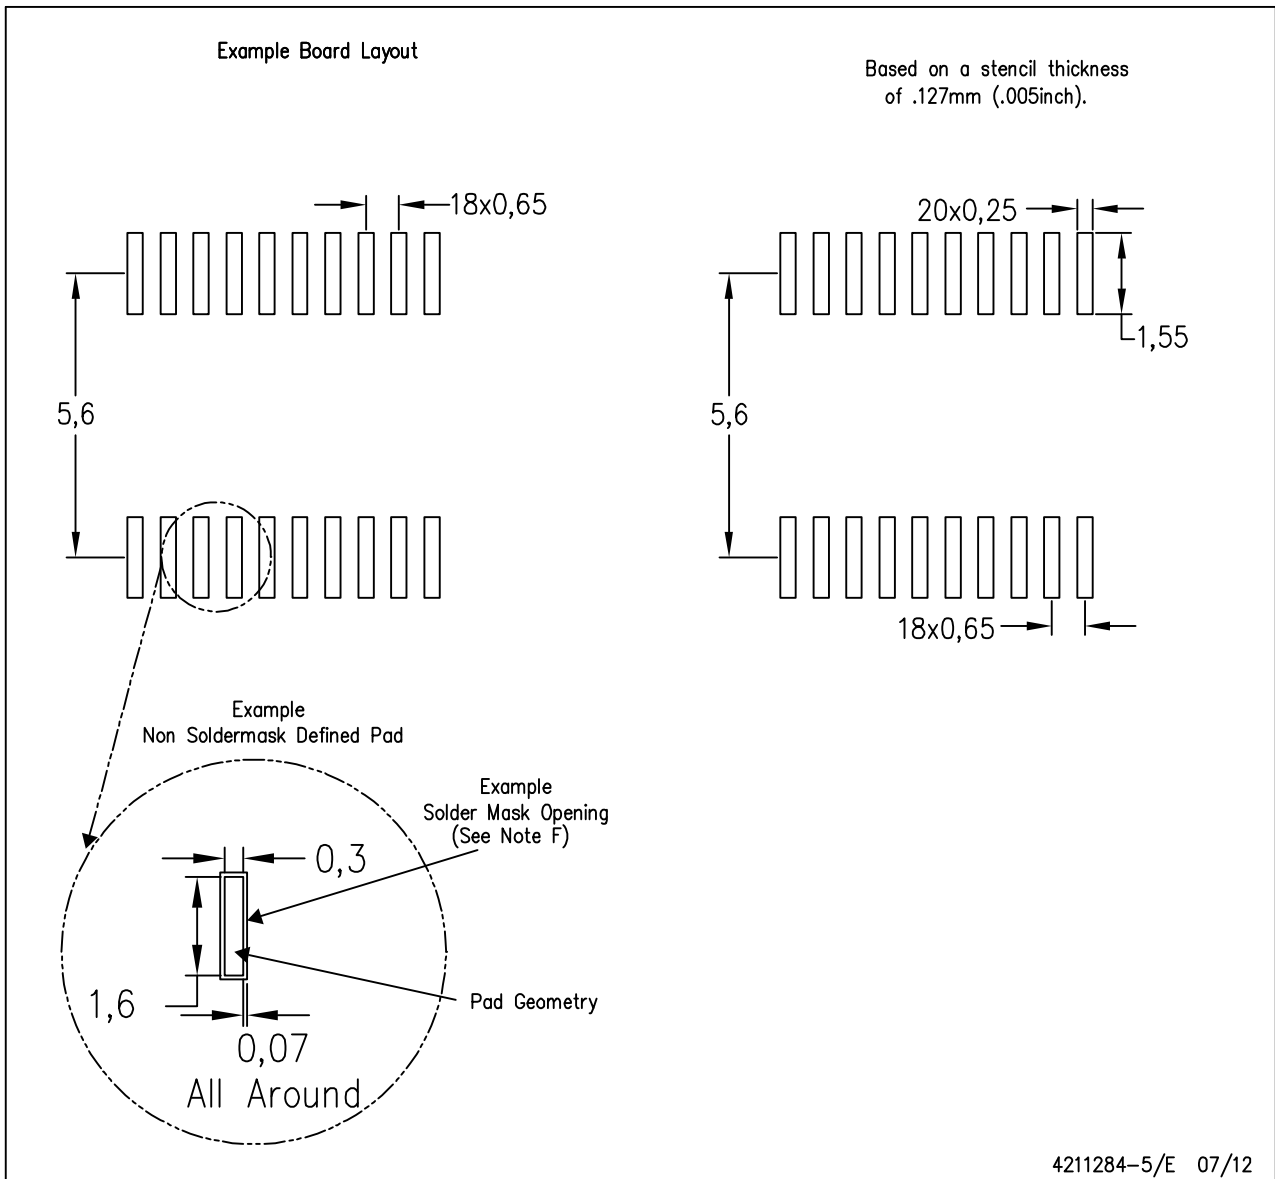 Example Board Layout
Based on a stencil thickness
of .127mm (.005inch).
18x0,65
20x0,25
1,55
5,6
5,6
18x0,65
Example
Non Soldermask Defined Pad
Example
Solder Mask Opening
(See Note F)
0,3
1,6
Pad Geometry
0,07
All Around
4211284-5/E 07/12